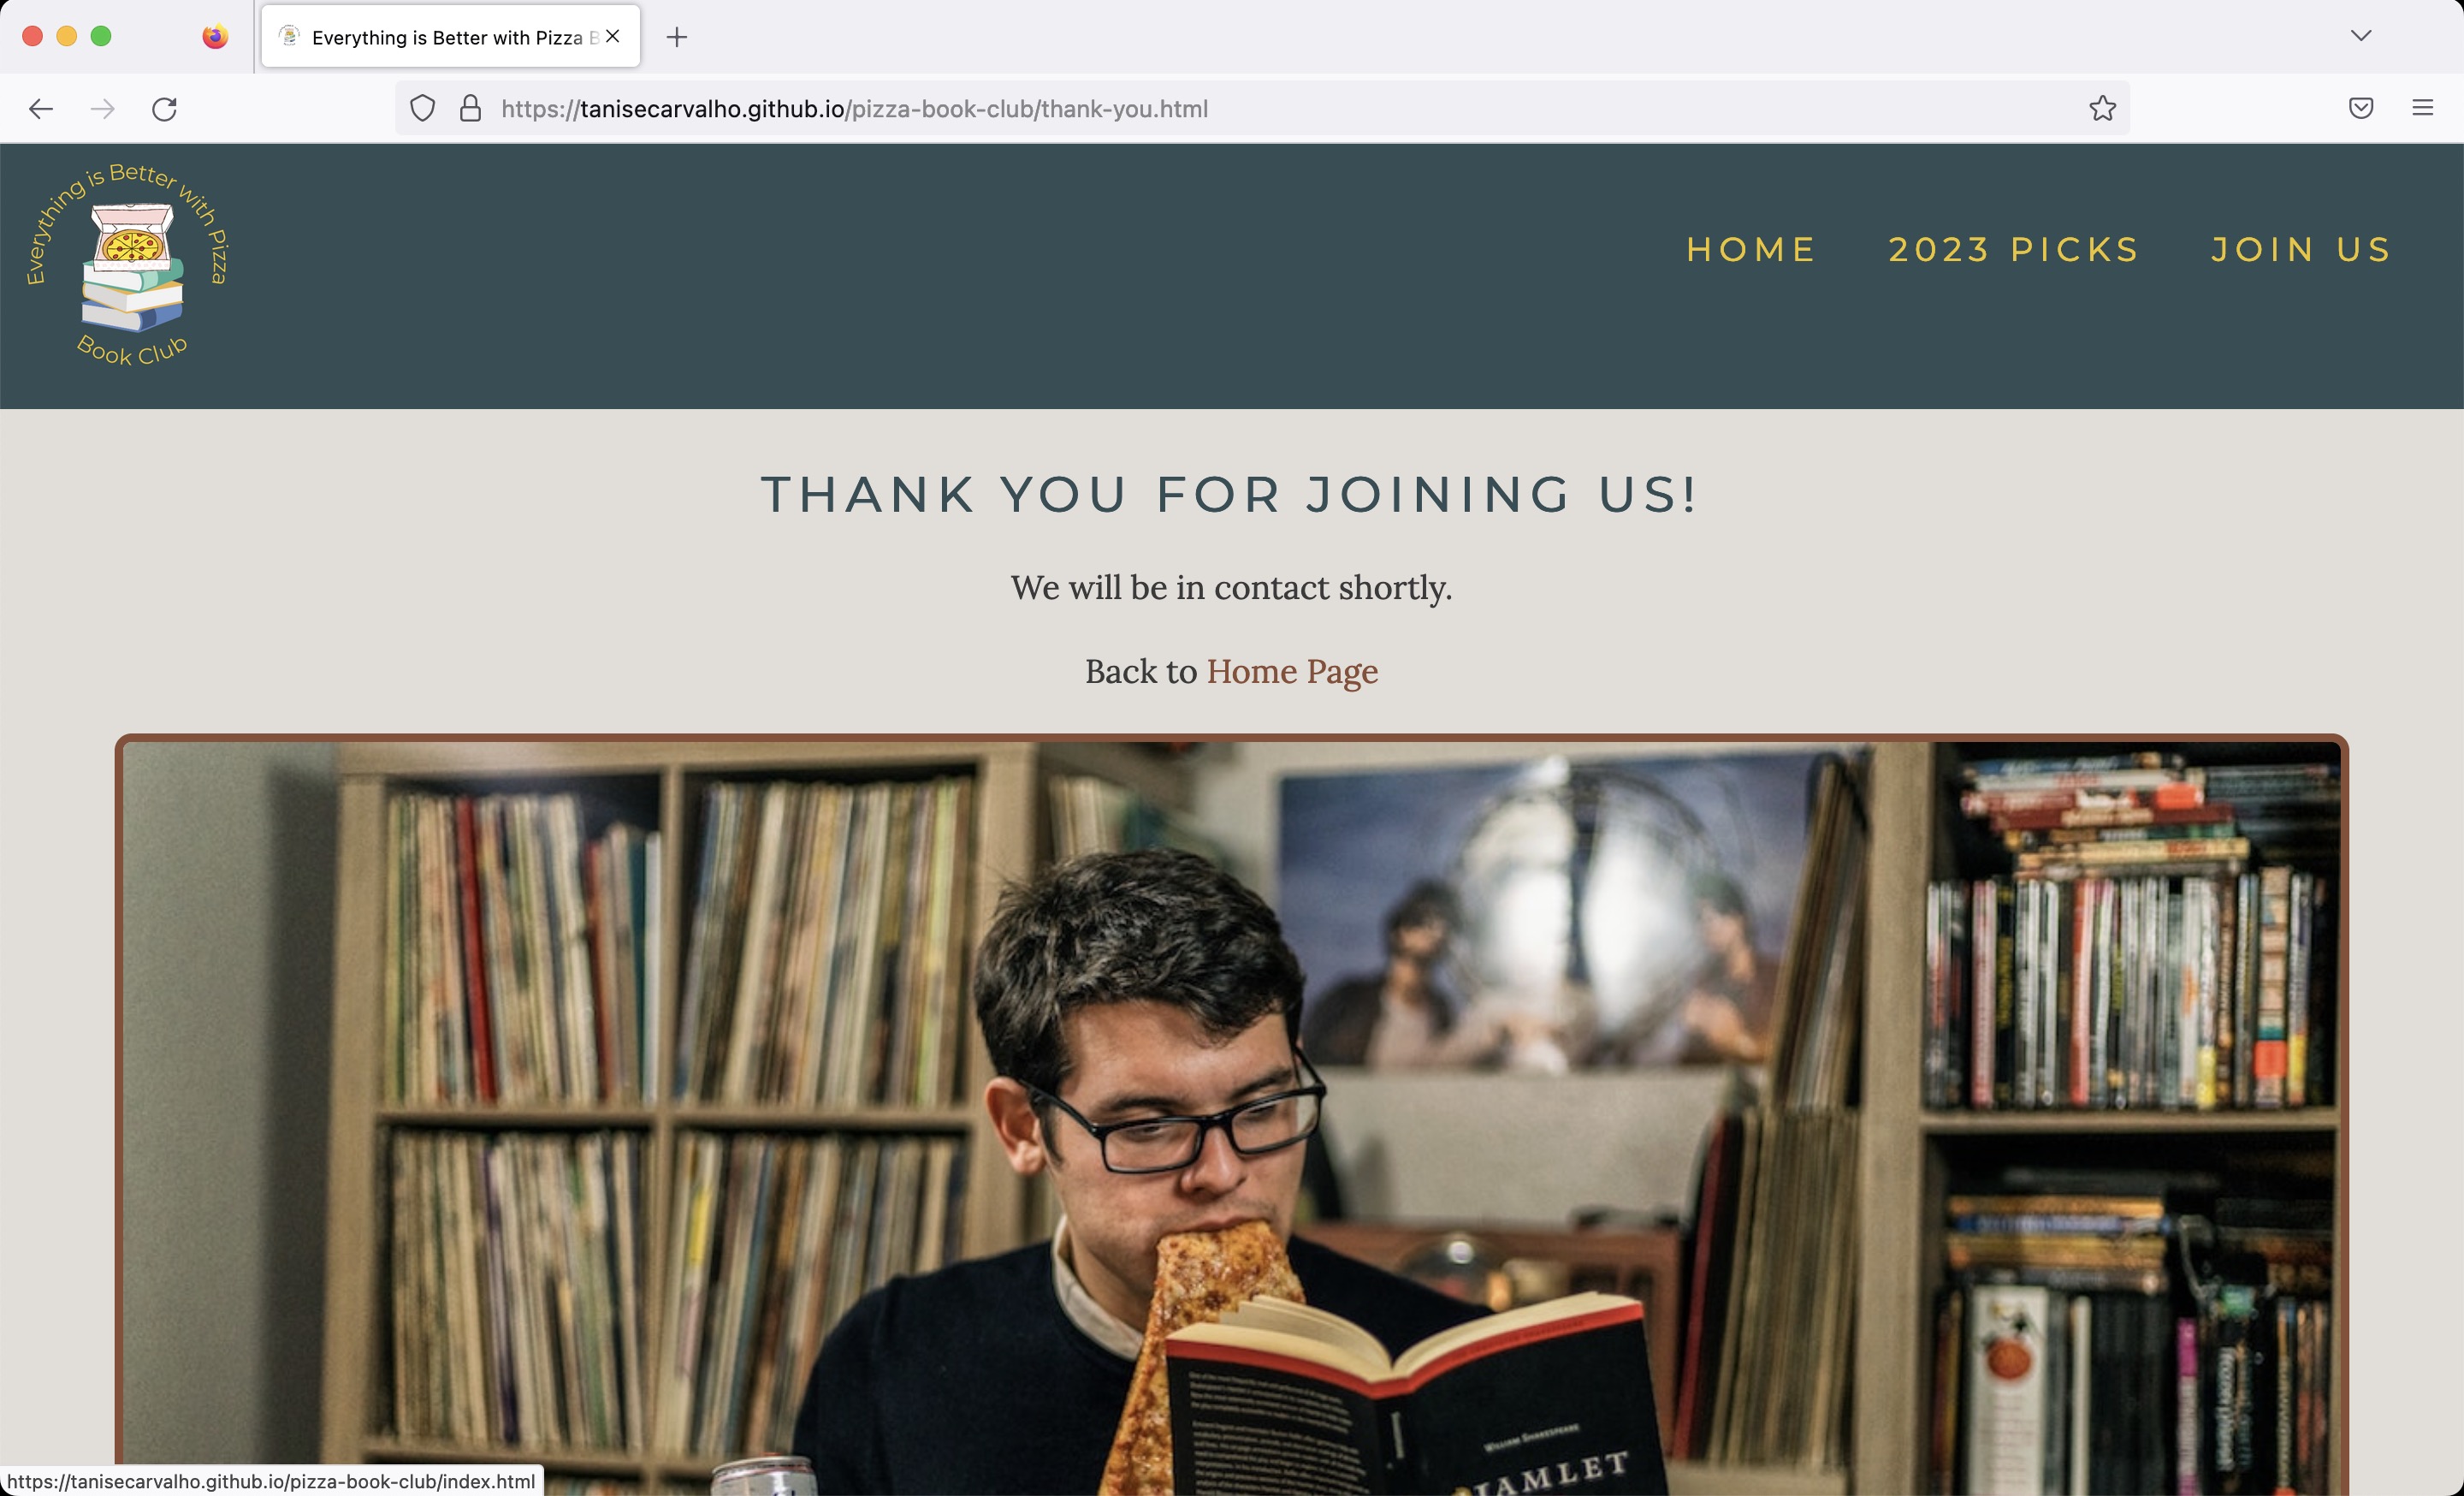 Everything is Better with Pizza B
https://tanisecarvalho.github.io/pizza-book-club/thank-you.html
Everything is Better with Pizza
Book Club
HOME 2023 PICKS JOIN US
THANK YOU FOR JOINING US!
We will be in contact shortly.
Back to Home Page
WILLIAM SHAKESPEARE
HAMLET
https://tanisecarvalho.github.io/pizza-book-club/index.html